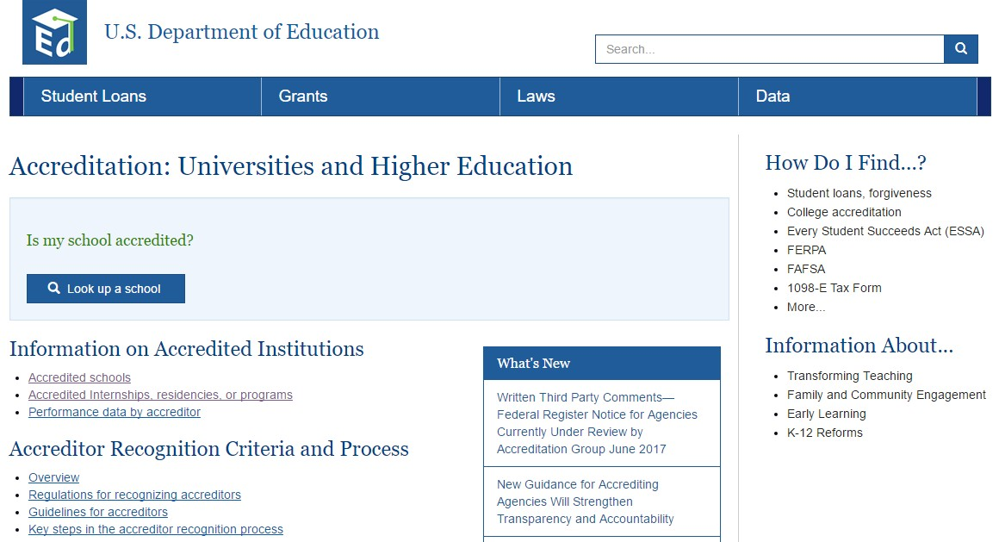 Ed
U.S. Department of Education
Search...
Student Loans
Grants
Laws
Data
Accreditation: Universities and Higher Education
Is my school accredited?
Look up a school
Information on Accredited Institutions
Accredited schools
Accredited Internships, residencies, or programs
Performance data by accreditor
Accreditor Recognition Criteria and Process
Overview
Regulations for recognizing accreditors
Guidelines for accreditors
Key steps in the accreditor recognition process
What's New
Written Third Party Comments—
Federal Register Notice for Agencies
Currently Under Review by
Accreditation Group June 2017
New Guidance for Accrediting
Agencies Will Strengthen
Transparency and Accountability
How Do I Find...?
Student loans, forgiveness
College accreditation
Every Student Succeeds Act (ESSA)
FERPA
FAFSA
1098-E Tax Form
More...
Information About...
Transforming Teaching
Family and Community Engagement
Early Learning
K-12 Reforms